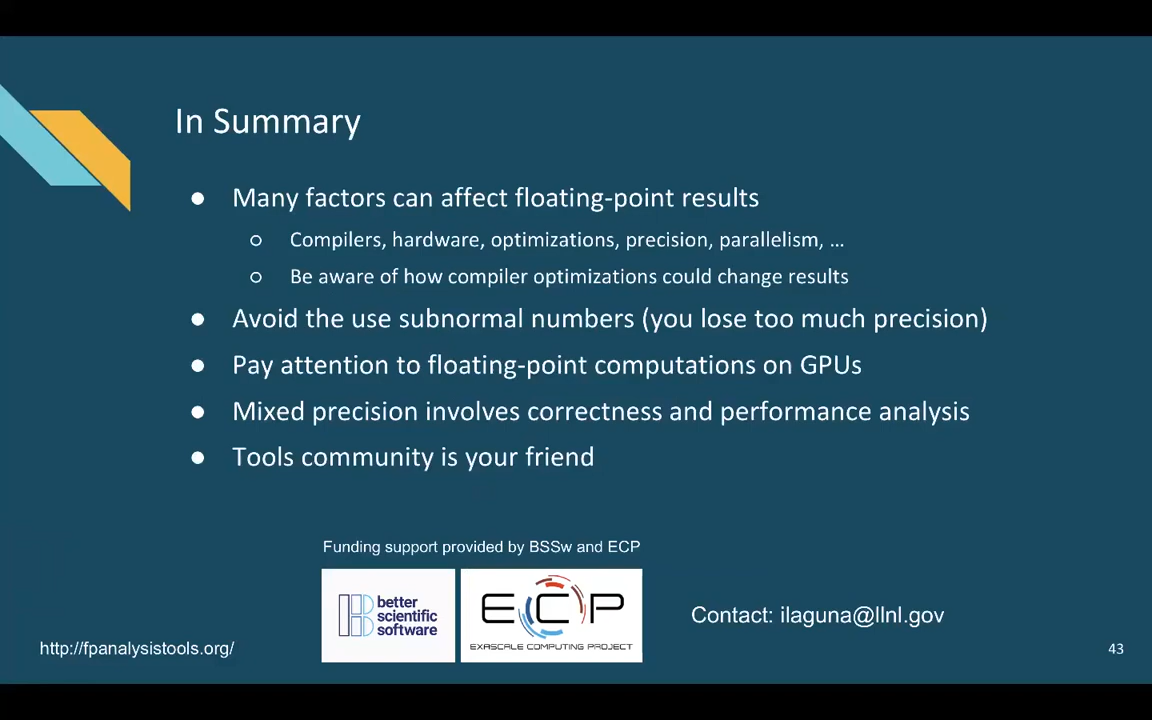 In Summary
● Many factors can affect floating-point results
○ Compilers, hardware, optimizations, precision, parallelism, …
○ Be aware of how compiler optimizations could change results
● Avoid the use subnormal numbers (you lose too much precision)
● Pay attention to floating-point computations on GPUs
● Mixed precision involves correctness and performance analysis
● Tools community is your friend
Funding support provided by BSSw and ECP
better
scientific
software
ECP
EXASCALE COMPUTING PROJECT
Contact: ilaguna@llnl.gov
http://fpanalysistools.org/
43